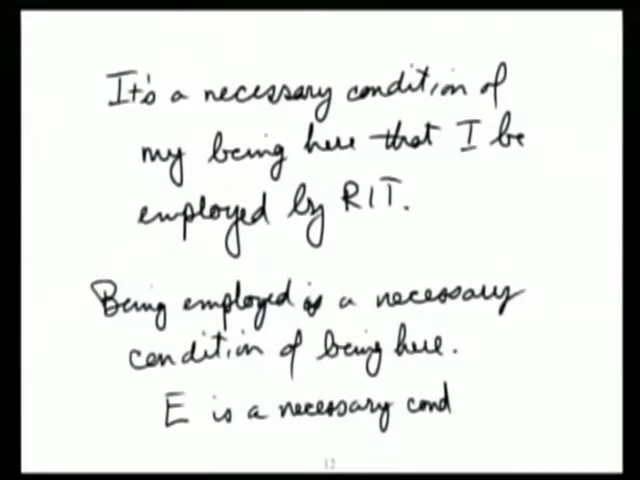 It's a necessary condition of
my being here that I be
employed by RIT.
Being employed is a necessary
condition of being here.
E is a necessary cond
12